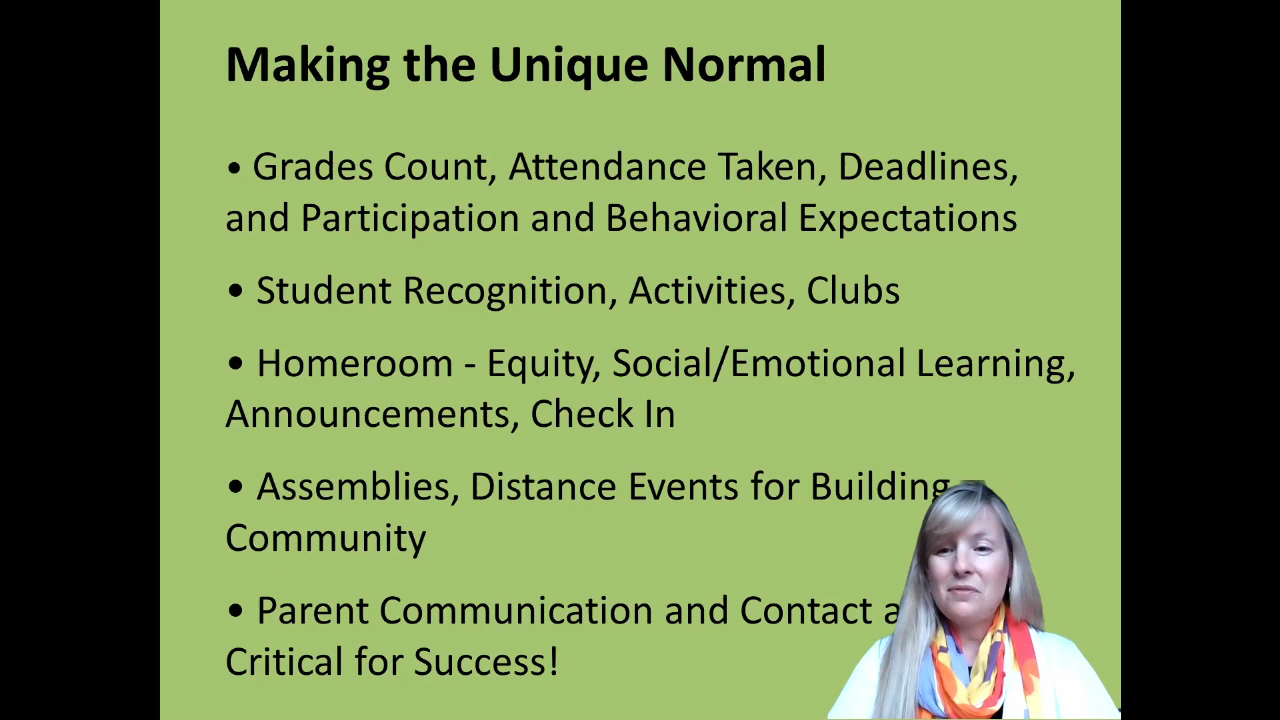 Making the Unique Normal
• Grades Count, Attendance Taken, Deadlines,
and Participation and Behavioral Expectations
• Student Recognition, Activities, Clubs
• Homeroom - Equity, Social/Emotional Learning,
Announcements, Check In
• Assemblies, Distance Events for Building
Community
• Parent Communication and Contact
Critical for Success!